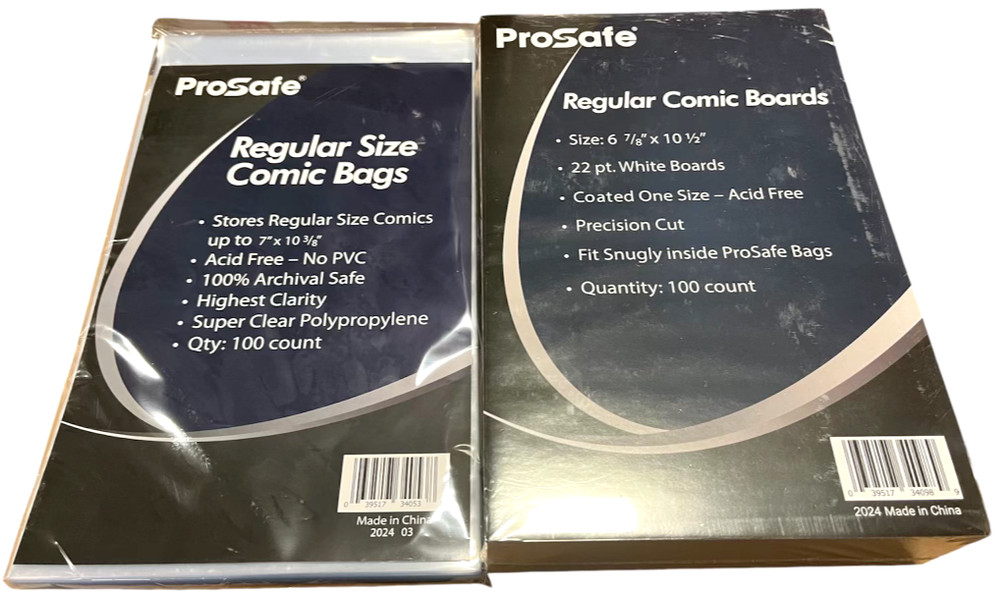 ProSafe®
Regular Size
Comic Bags
• Stores Regular Size Comics
up to 7" x 10 3/8"
• Acid Free – No PVC
• 100% Archival Safe
• Highest Clarity
• Super Clear Polypropylene
• Qty: 100 count
0 39517 34053
Made in China
2024 03
ProSafe®
Regular Comic Boards
• Size: 6 7/8" x 10 ½"
• 22 pt. White Boards
• Coated One Size – Acid Free
• Precision Cut
• Fit Snugly inside ProSafe Bags
• Quantity: 100 count
0 39517 34098 9
2024 Made in China